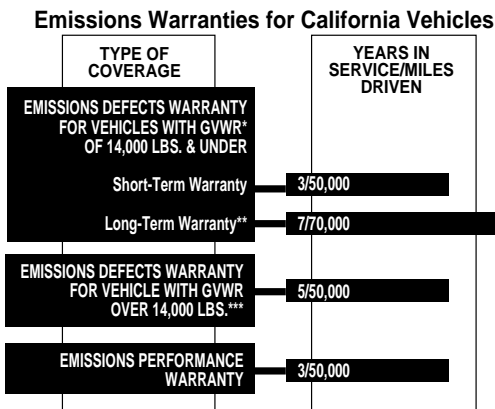 Emissions Warranties for California Vehicles
TYPE OF
COVERAGE
YEARS IN
SERVICE/MILES
DRIVEN
EMISSIONS DEFECTS WARRANTY
FOR VEHICLES WITH GVWR*
OF 14,000 LBS. & UNDER
Short-Term Warranty
3/50,000
Long-Term Warranty**
7/70,000
EMISSIONS DEFECTS WARRANTY
FOR VEHICLE WITH GVWR
OVER 14,000 LBS.***
5/50,000
EMISSIONS PERFORMANCE
WARRANTY
3/50,000